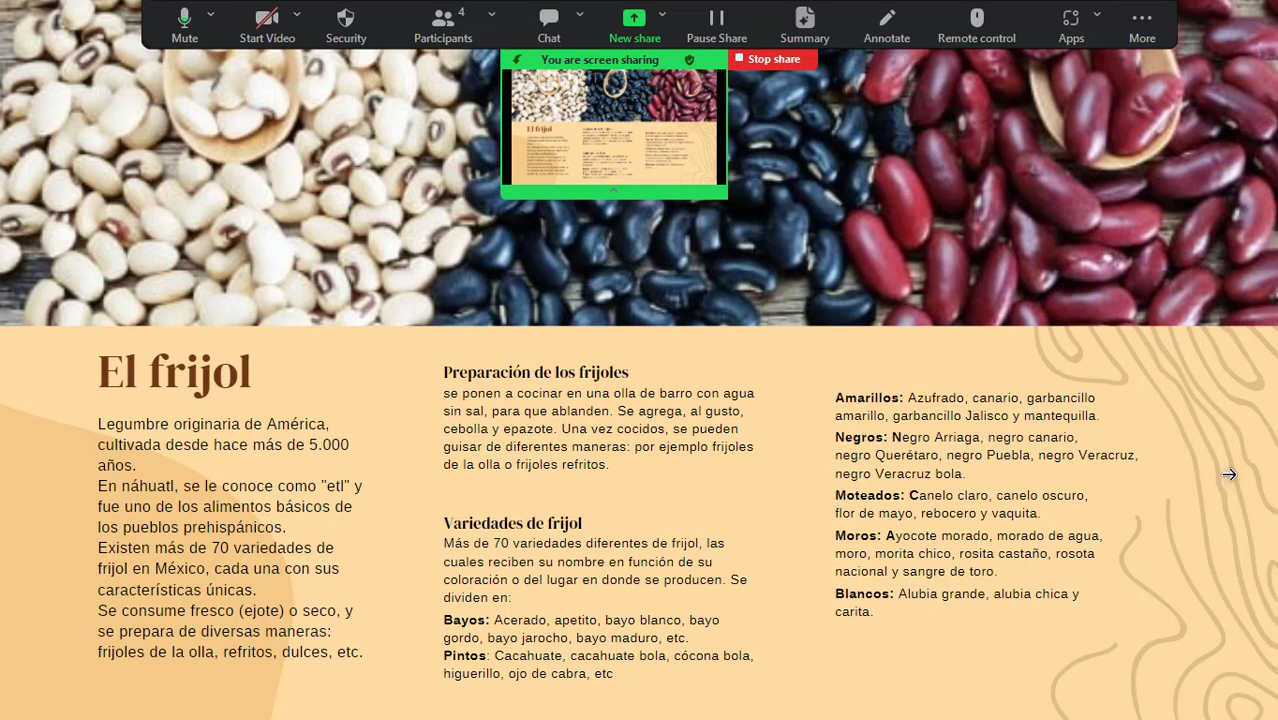 Mute
Start Video
Security
Participants
4
Chat
New share
Pause Share
Summary
Annotate
Remote control
Apps
More
You are screen sharing
Stop share
El frijol
Legumbre originaria de América,
cultivada desde hace más de 5.000
años.
En náhuatl, se le conoce como "etl" y
fue uno de los alimentos básicos de
los pueblos prehispánicos.
Existen más de 70 variedades de
frijol en México, cada una con sus
características únicas.
Se consume fresco (ejote) o seco, y
se prepara de diversas maneras:
frijoles de la olla, refritos, dulces, etc.
Preparación de los frijoles
se ponen a cocinar en una olla de barro con agua
sin sal, para que ablanden. Se agrega, al gusto,
cebolla y epazote. Una vez cocidos, se pueden
guisar de diferentes maneras: por ejemplo frijoles
de la olla o frijoles refritos.
Variedades de frijol
Más de 70 variedades diferentes de frijol, las
cuales reciben su nombre en función de su
coloración o del lugar en donde se producen. Se
dividen en:
Bayos: Acerado, apetito, bayo blanco, bayo
gordo, bayo jarocho, bayo maduro, etc.
Pintos: Cacahuate, cacahuate bola, cócona bola,
higuerillo, ojo de cabra, etc
Amarillos: Azufrado, canario, garbancillo
amarillo, garbancillo Jalisco y mantequilla.
Negros: Negro Arriaga, negro canario,
negro Querétaro, negro Puebla, negro Veracruz,
negro Veracruz bola.
Moteados: Canelo claro, canelo oscuro,
flor de mayo, rebocero y vaquita.
Moros: Ayocote morado, morado de agua,
moro, morita chico, rosita castaño, rosota
nacional y sangre de toro.
Blancos: Alubia grande, alubia chica y
carita.
El frijol